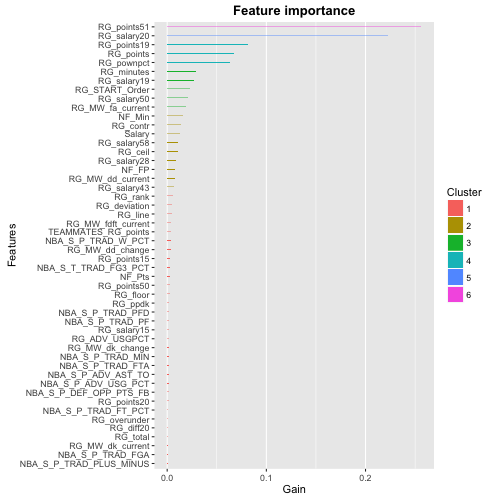 Feature importance
RG_points51
RG_salary20
RG_points19
RG_points
RG_pownpct
RG_minutes
RG_salary19
RG_START_Order
RG_salary50
RG_MW_fa_current
NF_Min
RG_contr
Salary
RG_salary58
RG_ceil
RG_salary28
NF_FP
RG_MW_dd_current
RG_salary43
RG_rank
RG_deviation
RG_line
RG_MW_fdft_current
TEAMMATES_RG_points
NBA_S_P_TRAD_W_PCT
RG_MW_dd_change
RG_points15
NBA_S_T_TRAD_FG3_PCT
NF_Pts
RG_points50
RG_floor
RG_ppdk
NBA_S_P_TRAD_PFD
NBA_S_P_TRAD_PF
RG_salary15
RG_ADV_USGPCT
RG_MW_dk_change
NBA_S_P_TRAD_MIN
NBA_S_P_TRAD_FTA
NBA_S_P_ADV_AST_TO
NBA_S_P_ADV_USG_PCT
NBA_S_P_DEF_OPP_PTS_FB
RG_points20
NBA_S_P_TRAD_FT_PCT
RG_overunder
RG_diff20
RG_total
RG_MW_dk_current
NBA_S_P_TRAD_FGA
NBA_S_P_TRAD_PLUS_MINUS
Features
0.0 0.1 0.2
Gain
Cluster
1
2
3
4
5
6